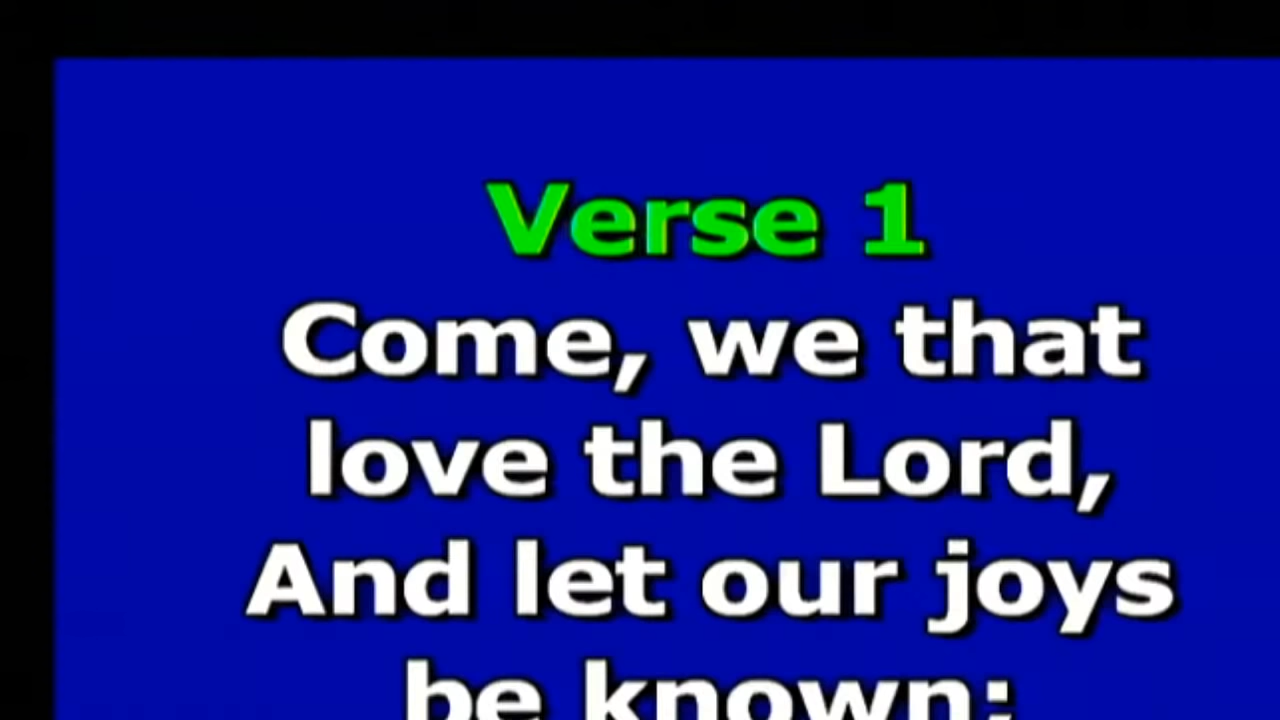 Verse 1
Come, we that
love the Lord,
And let our joys
be known;